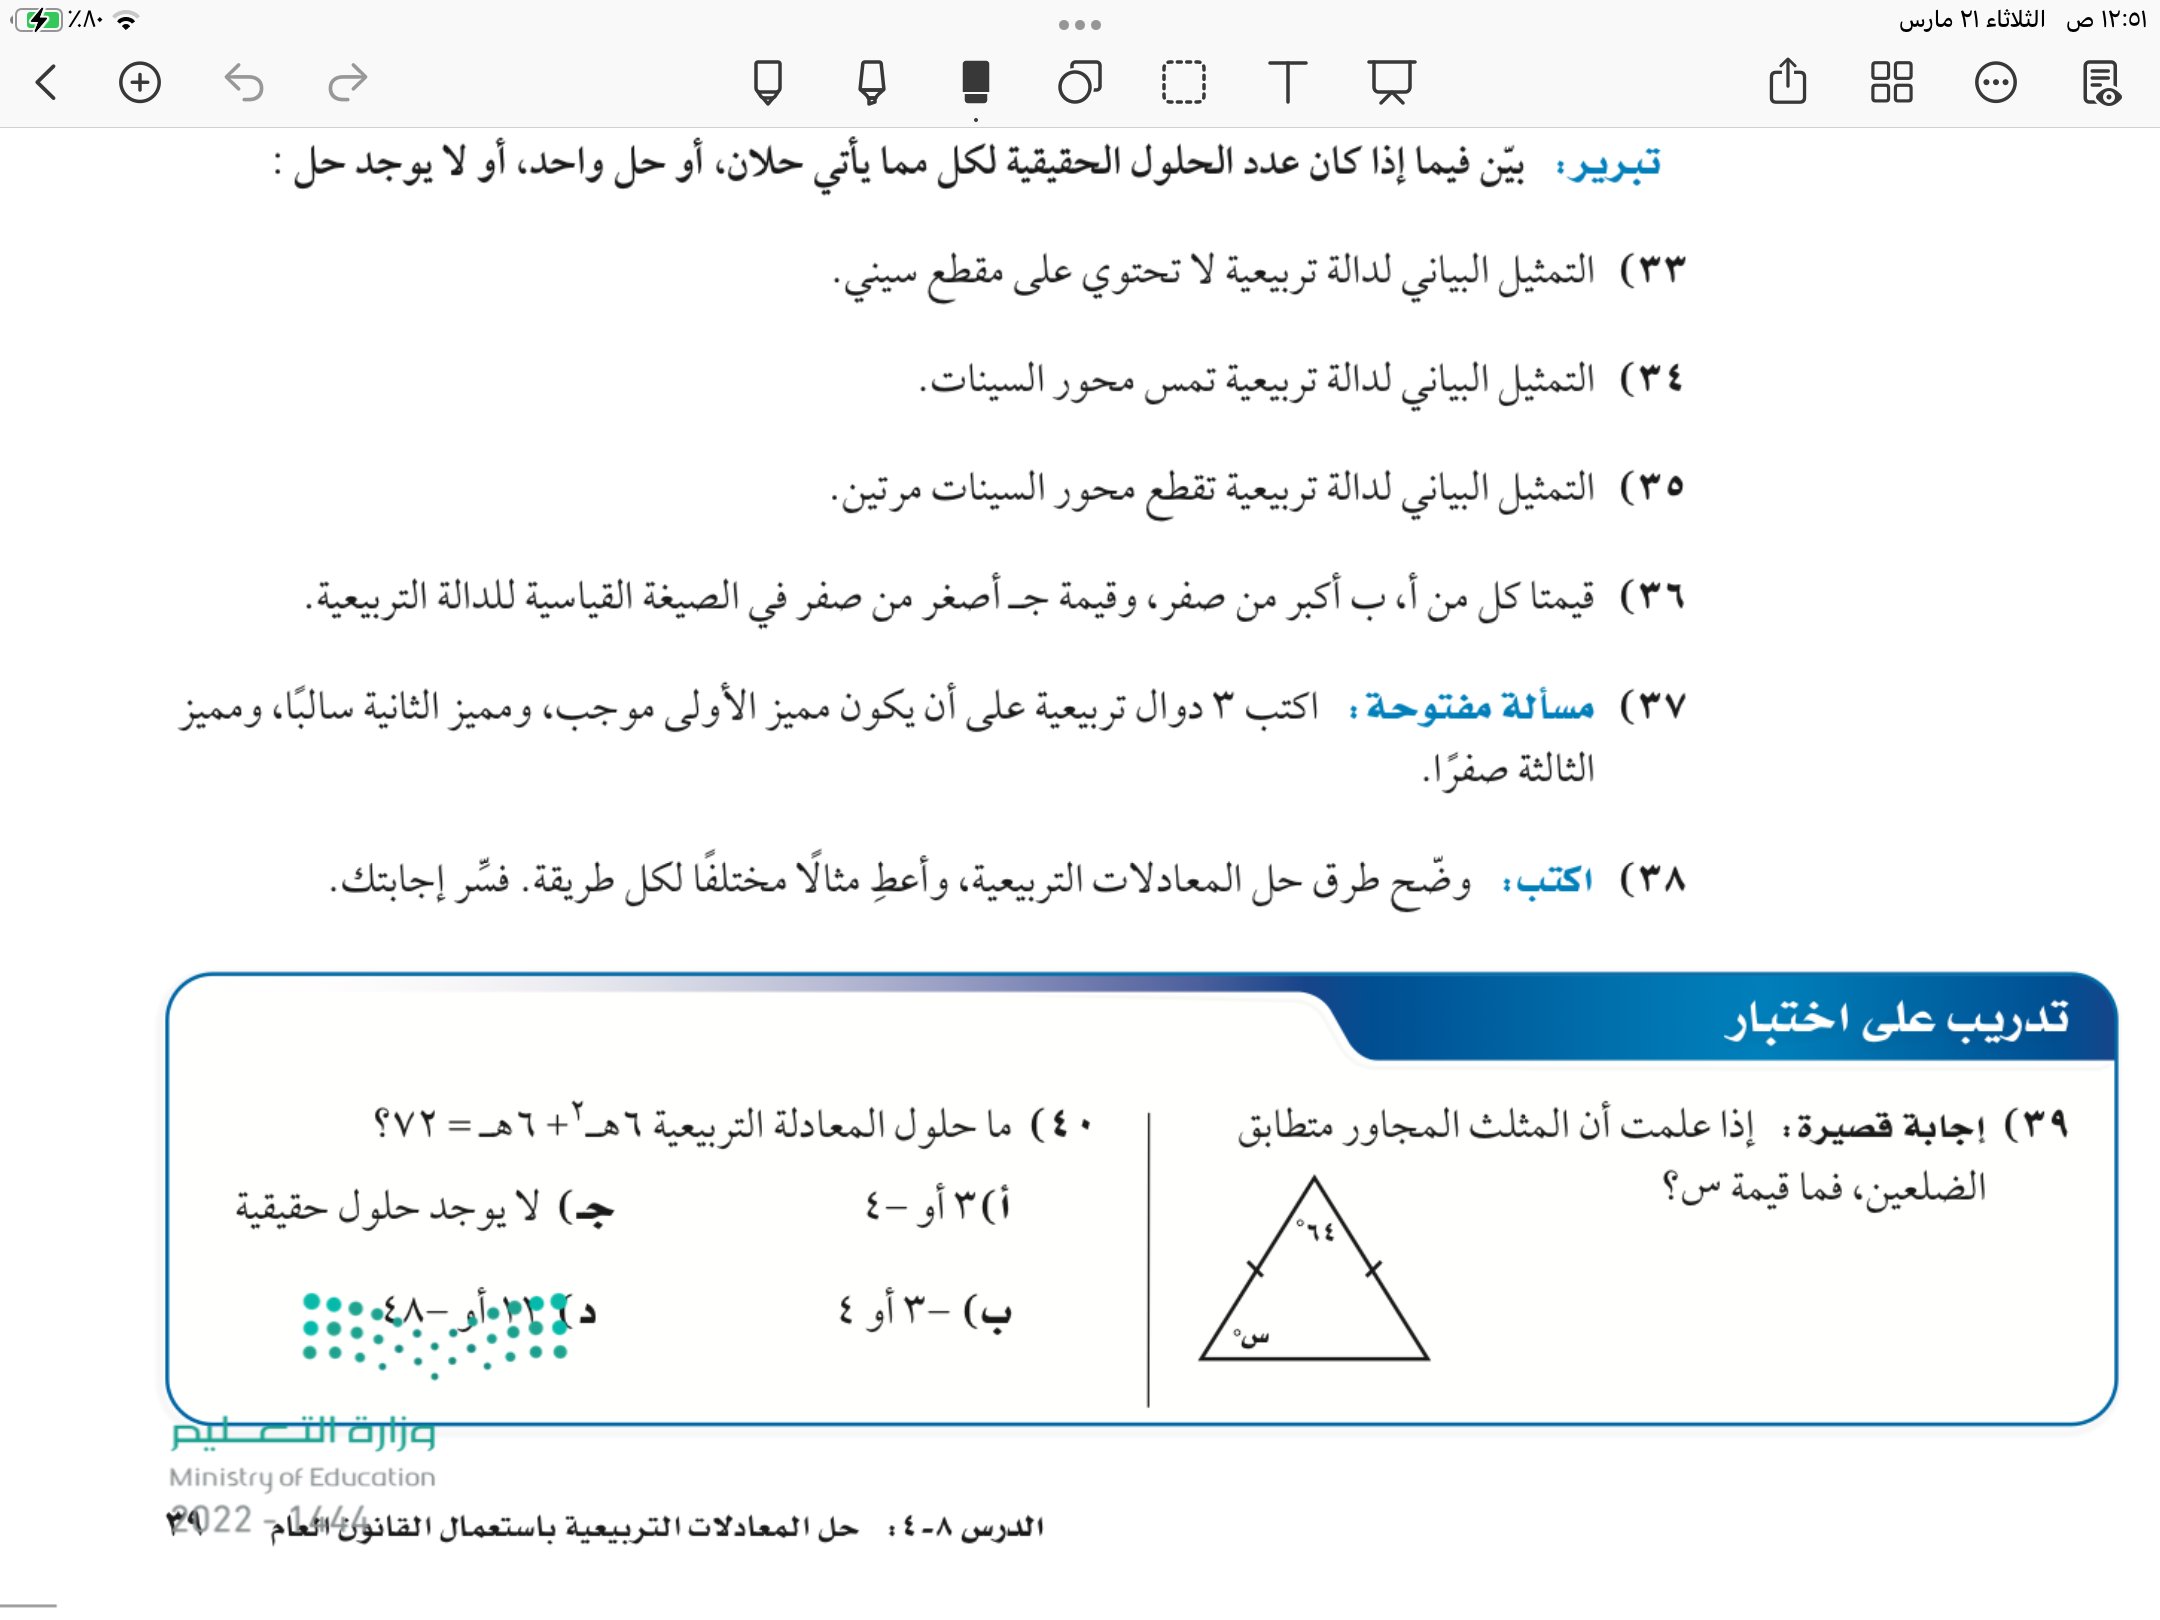 ١٢:٥١ ص الثلاثاء ٢١ مارس
٪٨٠
تبرير: بيّن فيما إذا كان عدد الحلول الحقيقية لكل مما يأتي حلان، أو حل واحد، أو لا يوجد حل :
٣٣) التمثيل البياني لدالة تربيعية لا تحتوي على مقطع سيني.
٣٤) التمثيل البياني لدالة تربيعية تمس محور السينات.
٣٥) التمثيل البياني لدالة تربيعية تقطع محور السينات مرتين.
٣٦) قيمتا كل من أ، ب أكبر من صفر، وقيمة جـ أصغر من صفر في الصيغة القياسية للدالة التربيعية.
٣٧) مسألة مفتوحة: اكتب ٣ دوال تربيعية على أن يكون مميز الأولى موجب، ومميز الثانية سالبًا، ومميز
الثالثة صفرًا.
٣٨) اكتب: وضّح طرق حل المعادلات التربيعية، وأعطِ مثالًا مختلفًا لكل طريقة. فسِّر إجابتك.
تدريب على اختبار
٣٩) إجابة قصيرة: إذا علمت أن المثلث المجاور متطابق
الضلعين، فما قيمة س؟
٦٤°
س°
٤٠) ما حلول المعادلة التربيعية ٦هـ٢ + ٦هـ = ٧٢؟
أ) ٣ أو –٤
جـ) لا يوجد حلول حقيقية
ب) –٣ أو ٤
د) أو –٤٨
وزارة التعليم
Ministry of Education
2022 - 1444
الدرس ٨-٤: حل المعادلات التربيعية باستعمال القانون العام ٣٩